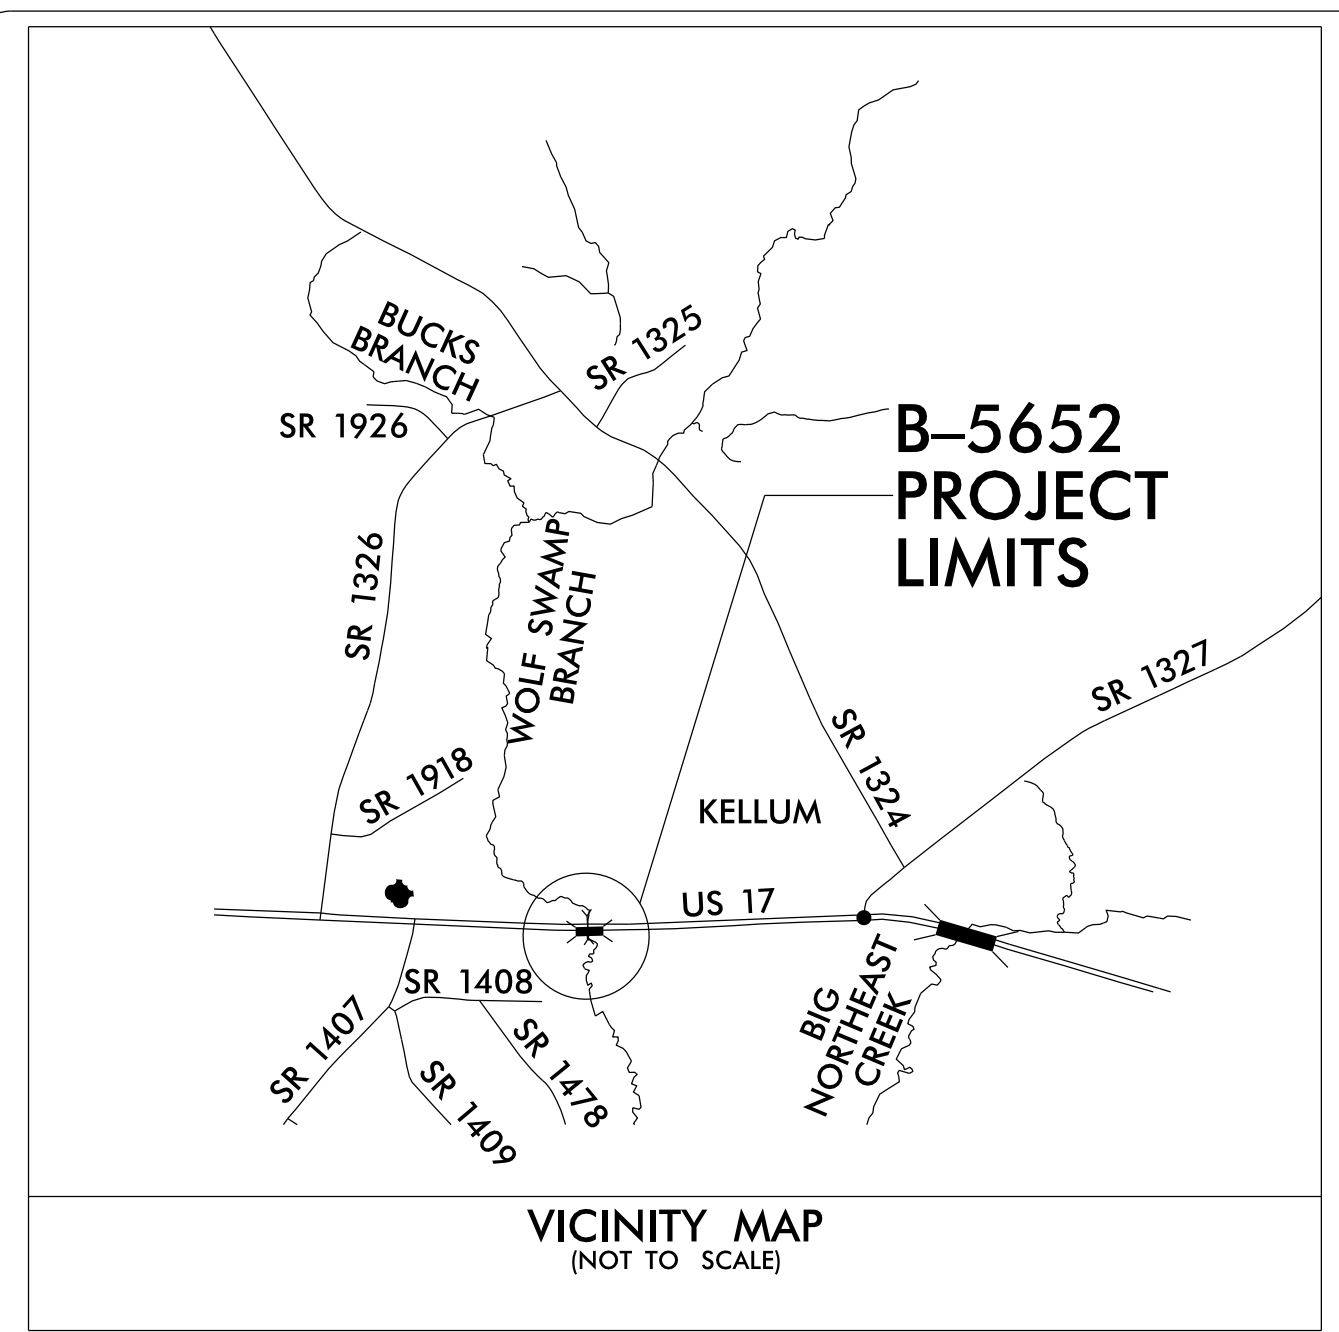 BUCKS
BRANCH
SR 1325
SR 1926
B–5652
PROJECT
LIMITS
SR 1326
WOLF SWAMP
BRANCH
SR 1327
SR 1324
SR 1918
KELLUM
US 17
SR 1408
BIG
NORTHEAST
CREEK
SR 1407
SR 1478
SR 1409
VICINITY MAP
(NOT TO SCALE)